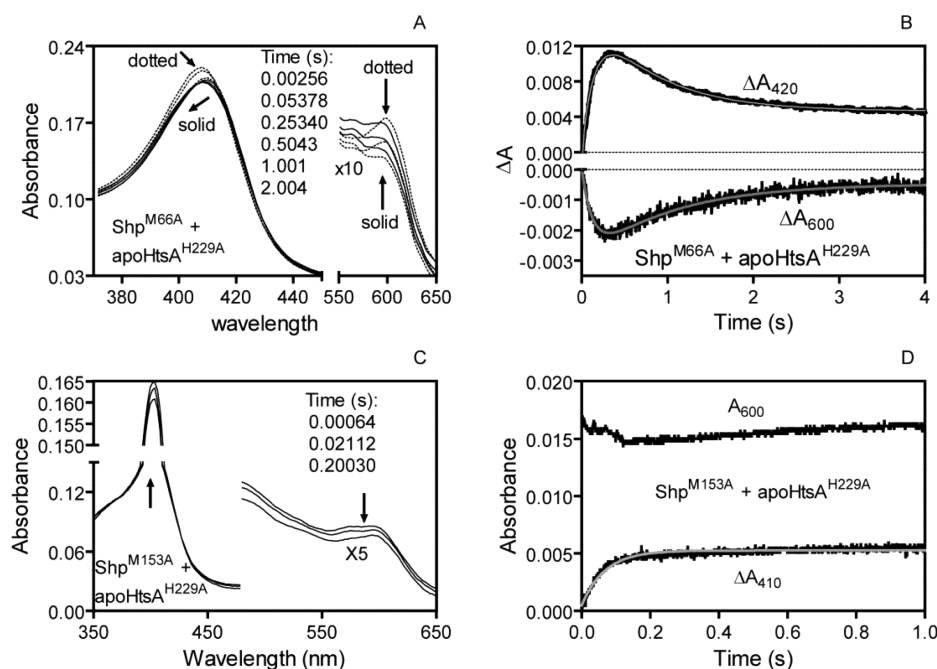 A
0.24
0.17
0.10
0.03
Absorbance
dotted
solid
Time (s):
0.00256
0.05378
0.25340
0.5043
1.001
2.004
dotted
x10
solid
Shp^M66A +
apoHtsA^H229A
380
400
420
440
550
600
650
wavelength
B
0.012
0.008
0.004
0.000
0.000
-0.001
-0.002
-0.003
ΔA
ΔA420
ΔA600
Shp^M66A + apoHtsA^H229A
0
1
2
3
4
Time (s)
C
0.165
0.160
0.155
0.150
0.12
0.06
0.00
Absorbance
Time (s):
0.00064
0.02112
0.20030
X5
Shp^M153A +
apoHtsA^H229A
350
450
550
650
Wavelength (nm)
D
0.020
0.015
0.010
0.005
0.000
Absorbance
A600
Shp^M153A + apoHtsA^H229A
ΔA410
0.0
0.2
0.4
0.6
0.8
1.0
Time (s)